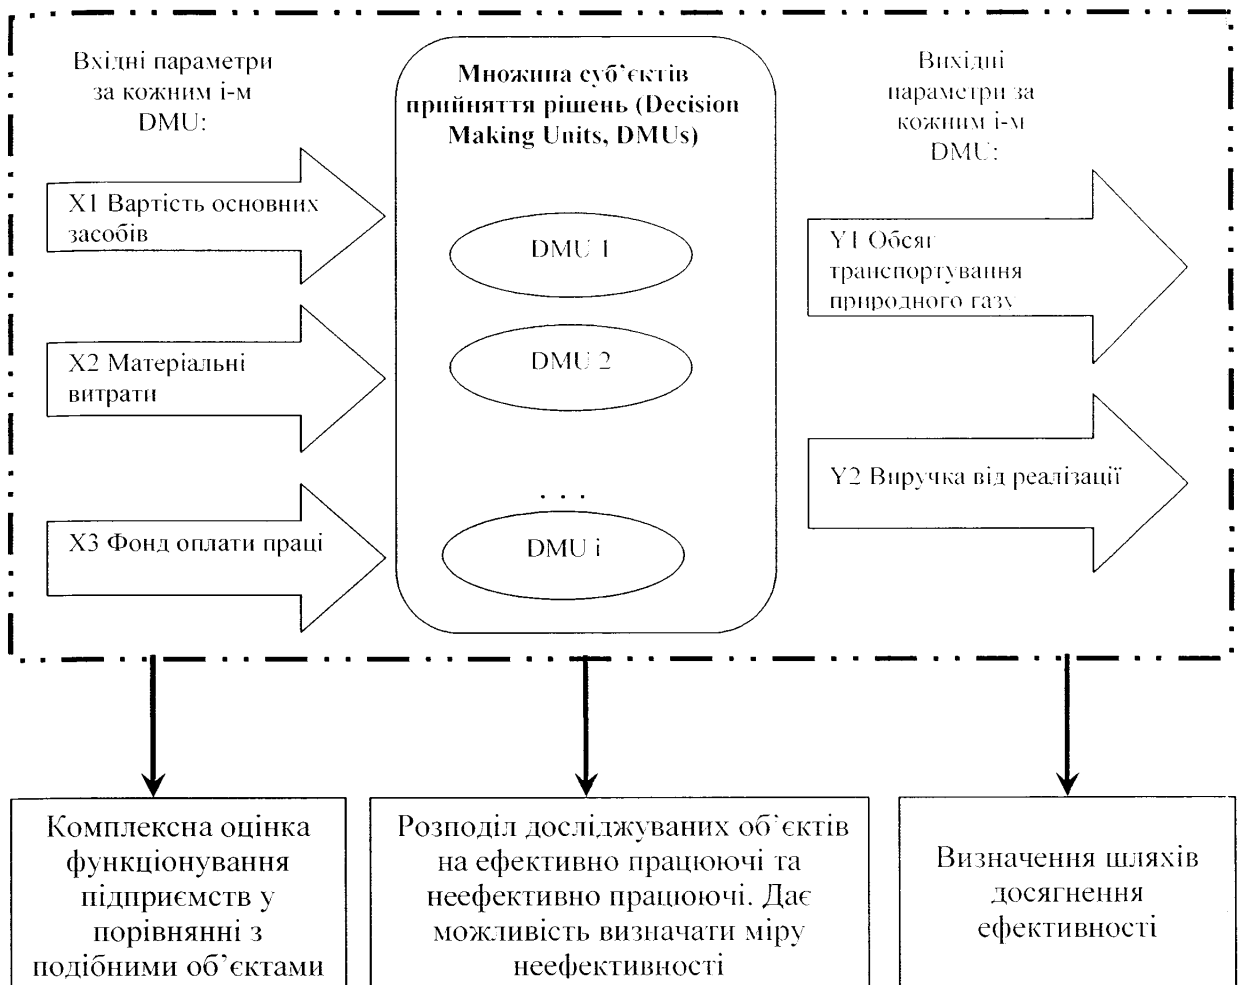 Вхідні параметри
за кожним і-м
DMU:
X1 Вартість основних
засобів
X2 Матеріальні
витрати
X3 Фонд оплати праці
Множина суб’єктів
прийняття рішень (Decision
Making Units, DMUs)
DMU 1
DMU 2
. . .
DMU i
Вихідні
параметри за
кожним і-м
DMU:
Y1 Обсяг
транспортування
природного газу
Y2 Виручка від реалізації
Комплексна оцінка
функціонування
підприємств у
порівнянні з
подібними об’єктами
Розподіл досліджуваних об’єктів
на ефективно працюючі та
неефективно працюючі. Дає
можливість визначати міру
неефективності
Визначення шляхів
досягнення
ефективності